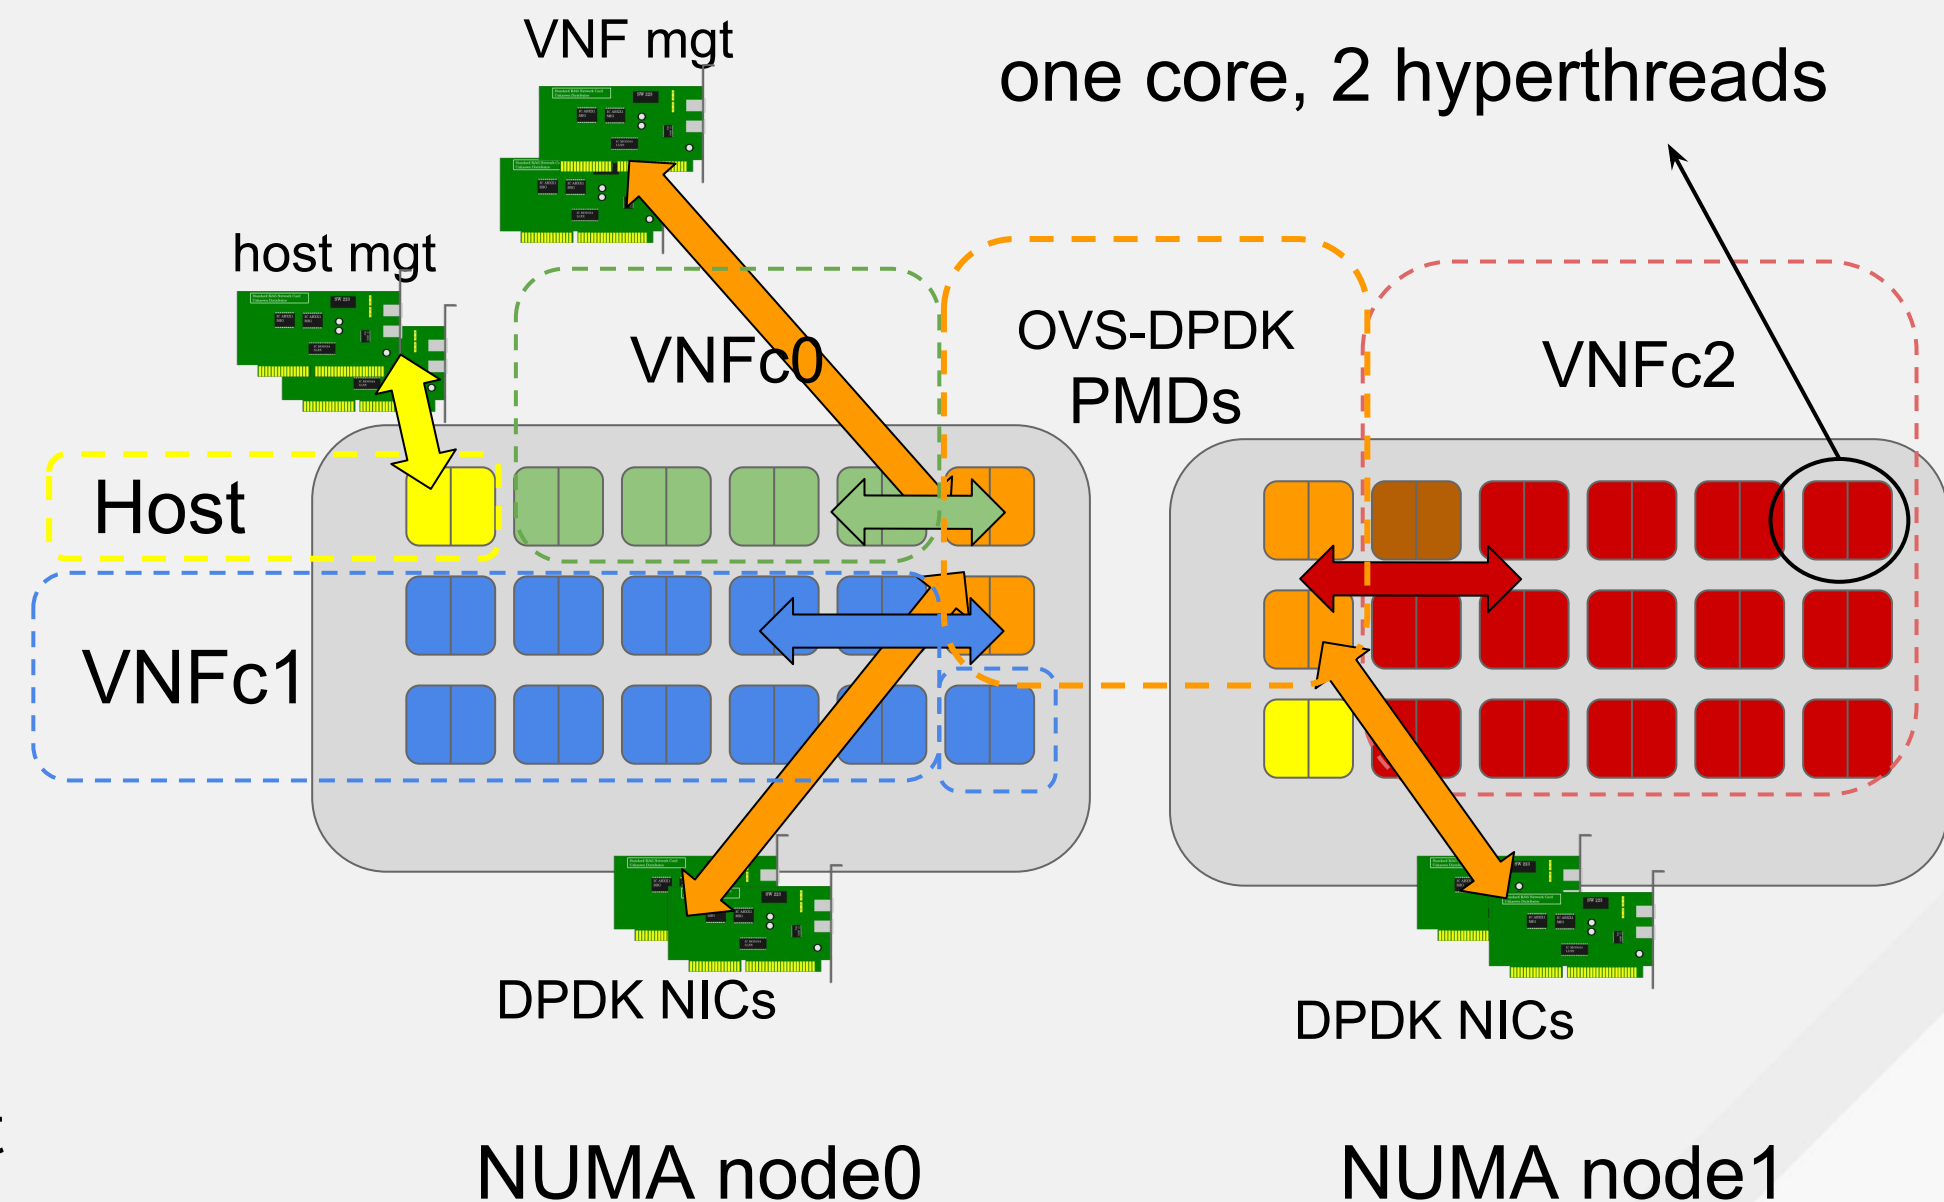 VNF mgt
one core, 2 hyperthreads
host mgt
VNFc0
OVS-DPDK
PMDs
VNFc2
Host
VNFc1
DPDK NICs
DPDK NICs
NUMA node0
NUMA node1